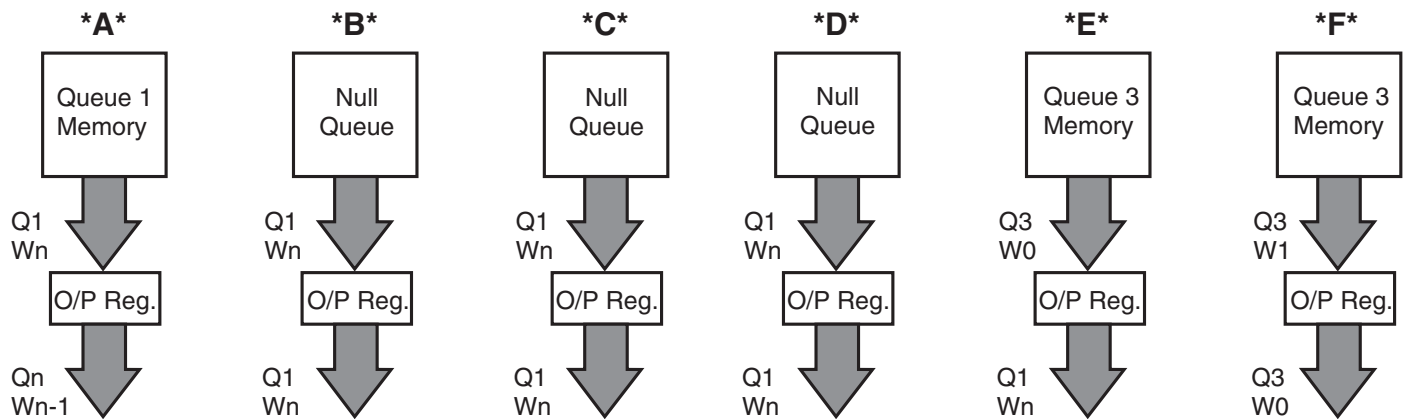 *A*
*B*
*C*
*D*
*E*
*F*
Queue 1
Memory
Null
Queue
Null
Queue
Null
Queue
Queue 3
Memory
Queue 3
Memory
Q1
Wn
Q1
Wn
Q1
Wn
Q1
Wn
Q3
W0
Q3
W1
O/P Reg.
O/P Reg.
O/P Reg.
O/P Reg.
O/P Reg.
O/P Reg.
Qn
Wn-1
Q1
Wn
Q1
Wn
Q1
Wn
Q1
Wn
Q3
W0